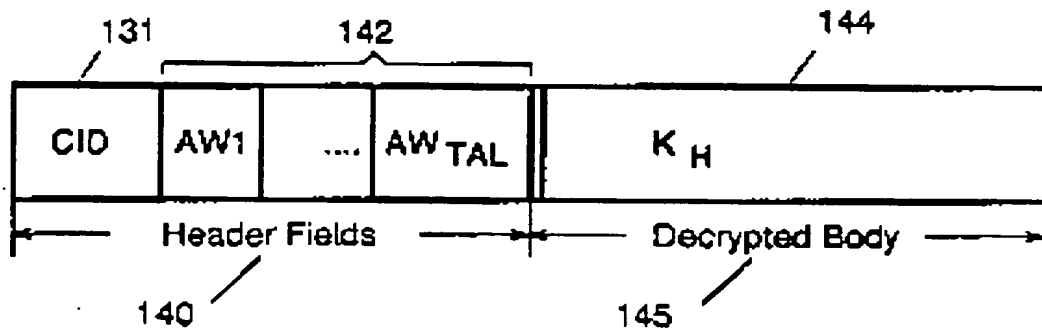 131 142 144
CID AW1 .... AW TAL K H
Header Fields Decrypted Body
140 145